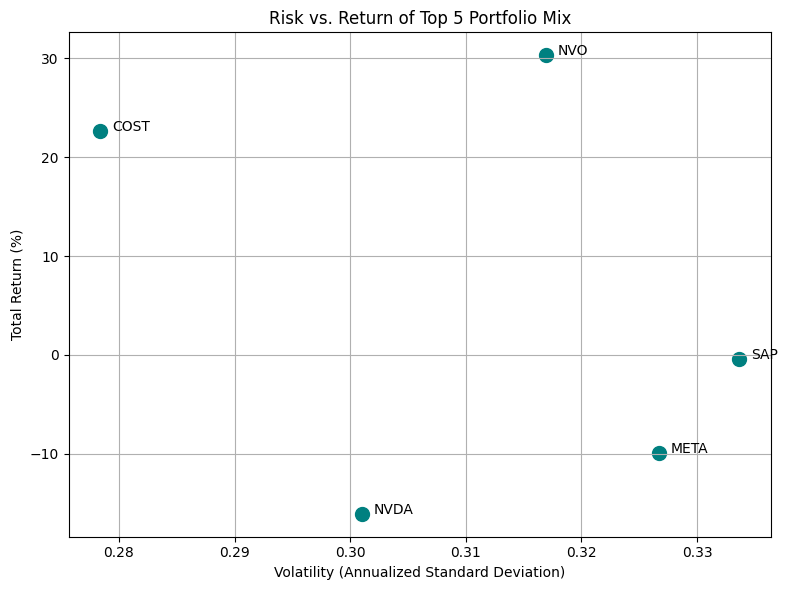 Risk vs. Return of Top 5 Portfolio Mix
Total Return (%)
30
20
10
0
−10
NVO
COST
SAP
META
NVDA
0.28
0.29
0.30
0.31
0.32
0.33
Volatility (Annualized Standard Deviation)